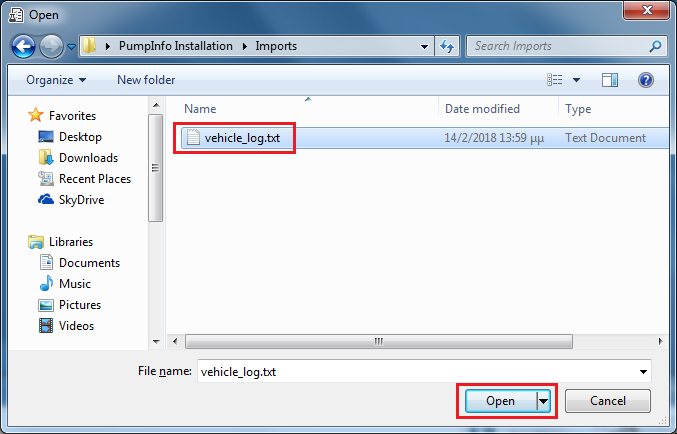 Open
PumpInfo Installation Imports
Search Imports
Organize New folder
Name Date modified Type
vehicle_log.txt 14/2/2018 13:59 μμ Text Document
Favorites
Desktop
Downloads
Recent Places
SkyDrive
Libraries
Documents
Music
Pictures
Videos
File name: vehicle_log.txt
Open Cancel